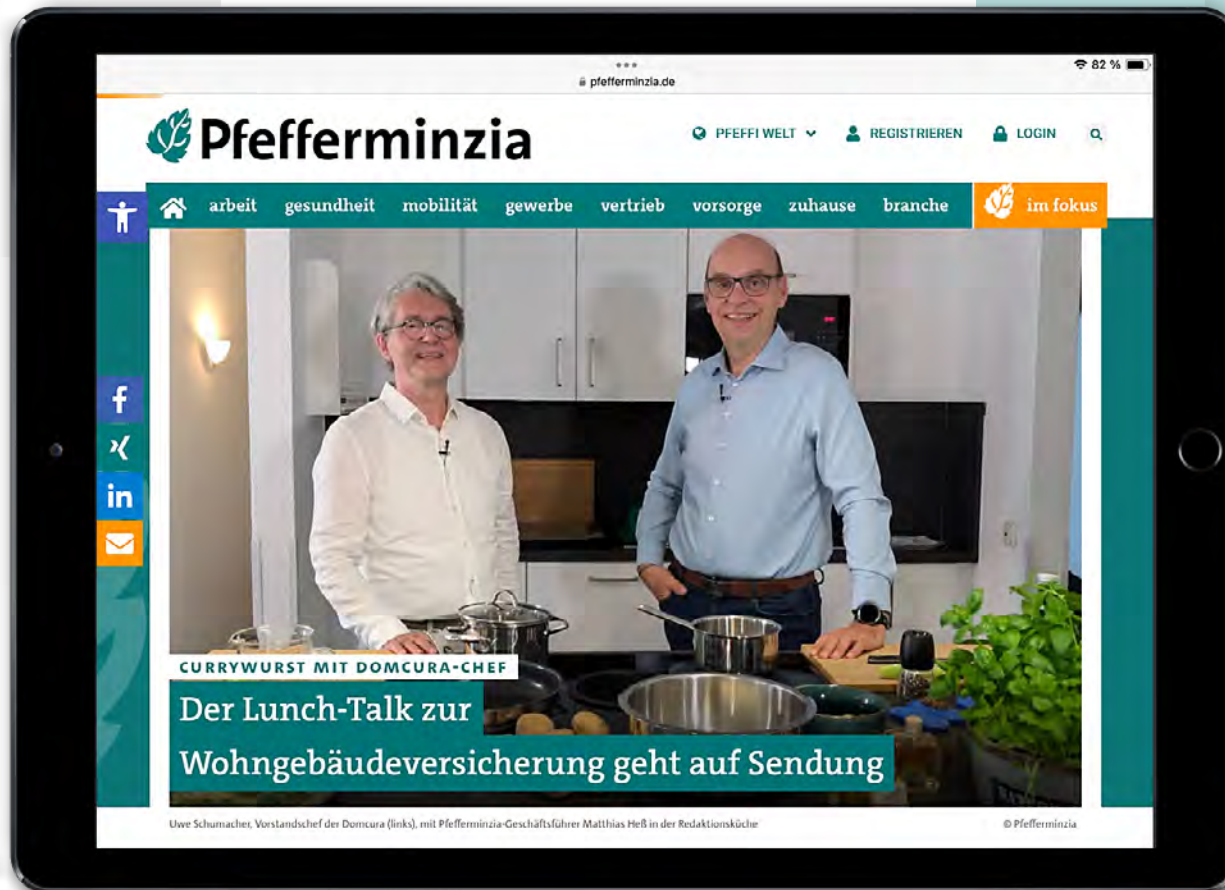 pfefferminzia.de
82 %
Pfefferminzia
PFEFFI WELT
REGISTRIEREN
LOGIN
arbeit gesundheit mobilität gewerbe vertrieb vorsorge zuhause branche im fokus
f
in
CURRYWURST MIT DOMCURA-CHEF
Der Lunch-Talk zur
Wohngebäudeversicherung geht auf Sendung
Uwe Schumacher, Vorstandschef der Domcura (links), mit Pfefferminzia-Geschäftsführer Matthias Heß in der Redaktionsküche
© Pfefferminzia